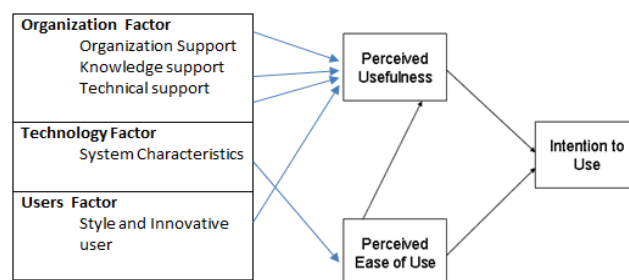 Organization Factor
Organization Support
Knowledge support
Technical support
Technology Factor
System Characteristics
Users Factor
Style and Innovative
user
Perceived
Usefulness
Perceived
Ease of Use
Intention to
Use